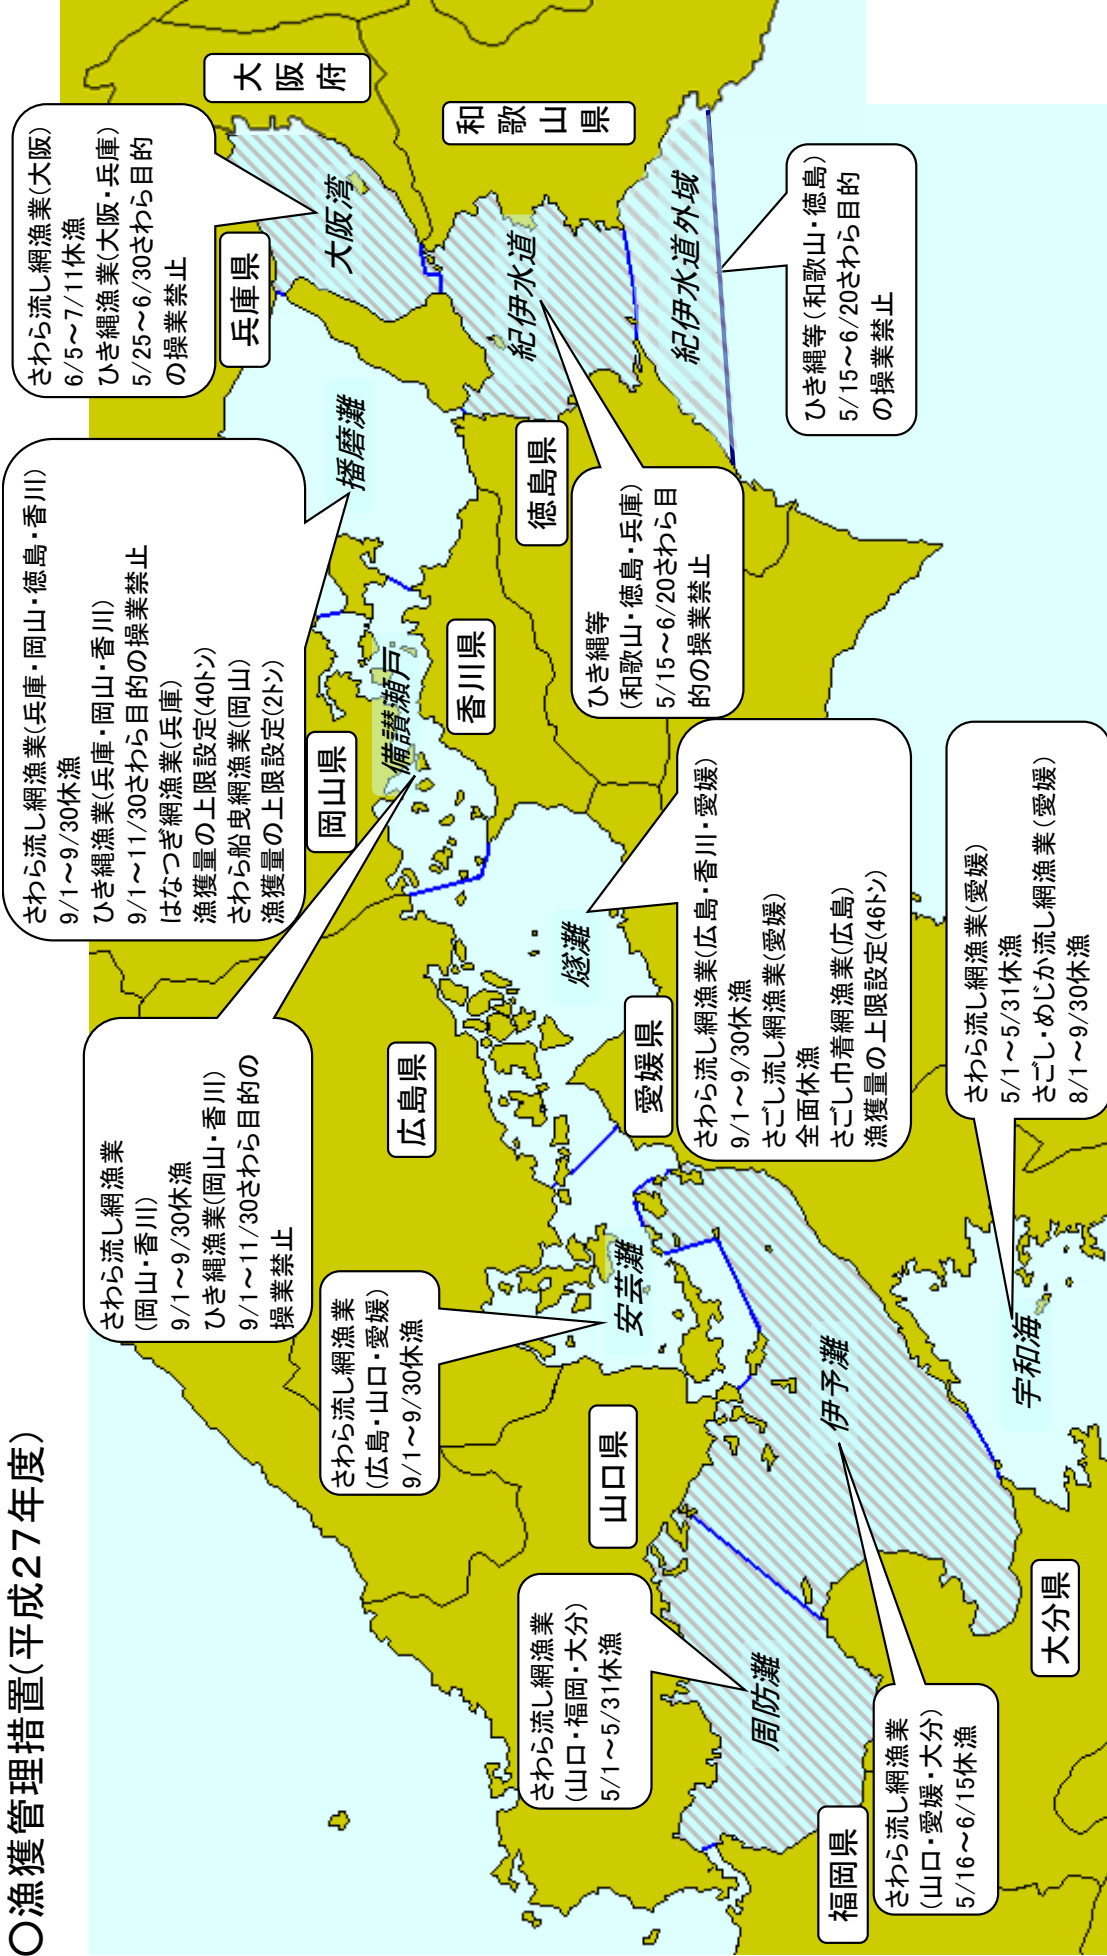 ○漁獲管理措置(平成27年度)
さわら流し網漁業
(山口・福岡・大分)
5/1～5/31休漁
周防灘
福岡県
さわら流し網漁業
(山口・愛媛・大分)
5/16～6/15休漁
伊予灘
大分県
山口県
さわら流し網漁業
(広島・山口・愛媛)
9/1～9/30休漁
安芸灘
宇和海
さわら流し網漁業(愛媛)
5/1～5/31休漁
さごし・めじか流し網漁業(愛媛)
8/1～9/30休漁
さわら流し網漁業
(岡山・香川)
9/1～9/30休漁
ひき縄漁業(岡山・香川)
9/1～11/30さわら目的の
操業禁止
広島県
愛媛県
燧灘
さわら流し網漁業(広島・香川・愛媛)
9/1～9/30休漁
さごし流し網漁業(愛媛)
全面休漁
さごし巾着網漁業(広島)
漁獲量の上限設定(46トン)
さわら流し網漁業(兵庫・岡山・徳島・香川)
9/1～9/30休漁
ひき縄漁業(兵庫・岡山・香川)
9/1～11/30さわら目的の操業禁止
はなつぎ網漁業(兵庫)
漁獲量の上限設定(40トン)
さわら船曳網漁業(岡山)
漁獲量の上限設定(2トン)
岡山県
備讃瀬戸
香川県
播磨灘
徳島県
ひき縄等
(和歌山・徳島・兵庫)
5/15～6/20さわら目
的の操業禁止
さわら流し網漁業(大阪)
6/5～7/11休漁
ひき縄漁業(大阪・兵庫)
5/25～6/30さわら目的
の操業禁止
兵庫県
大阪湾
紀伊水道
紀伊水道外域
ひき縄等(和歌山・徳島)
5/15～6/20さわら目的
の操業禁止
大阪府
和歌山県